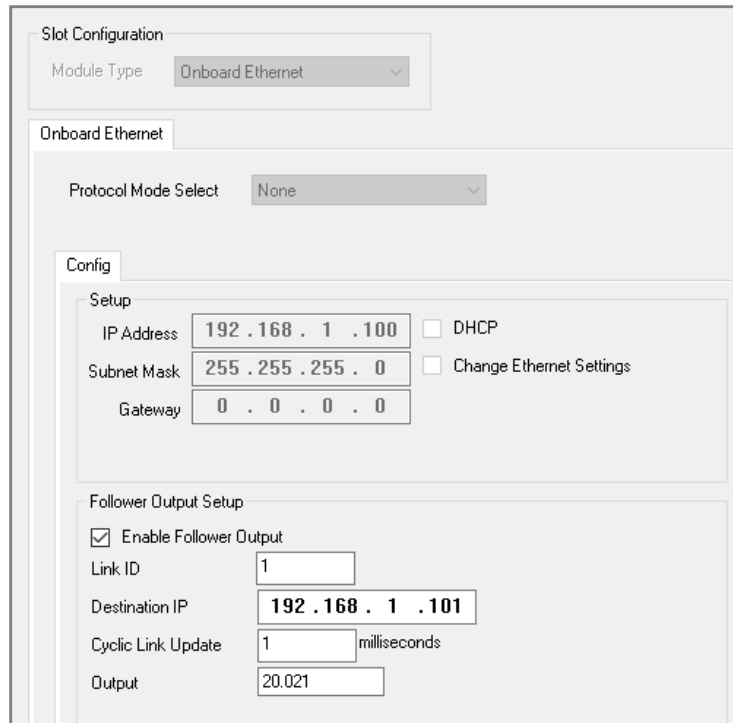 Slot Configuration
Module Type Onboard Ethernet
Onboard Ethernet
Protocol Mode Select None
Config
Setup
IP Address 192 . 168 . 1 . 100 DHCP
Subnet Mask 255 . 255 . 255 . 0 Change Ethernet Settings
Gateway 0 . 0 . 0 . 0
Follower Output Setup
Enable Follower Output
Link ID 1
Destination IP 192 . 168 . 1 . 101
Cyclic Link Update 1 milliseconds
Output 20.021